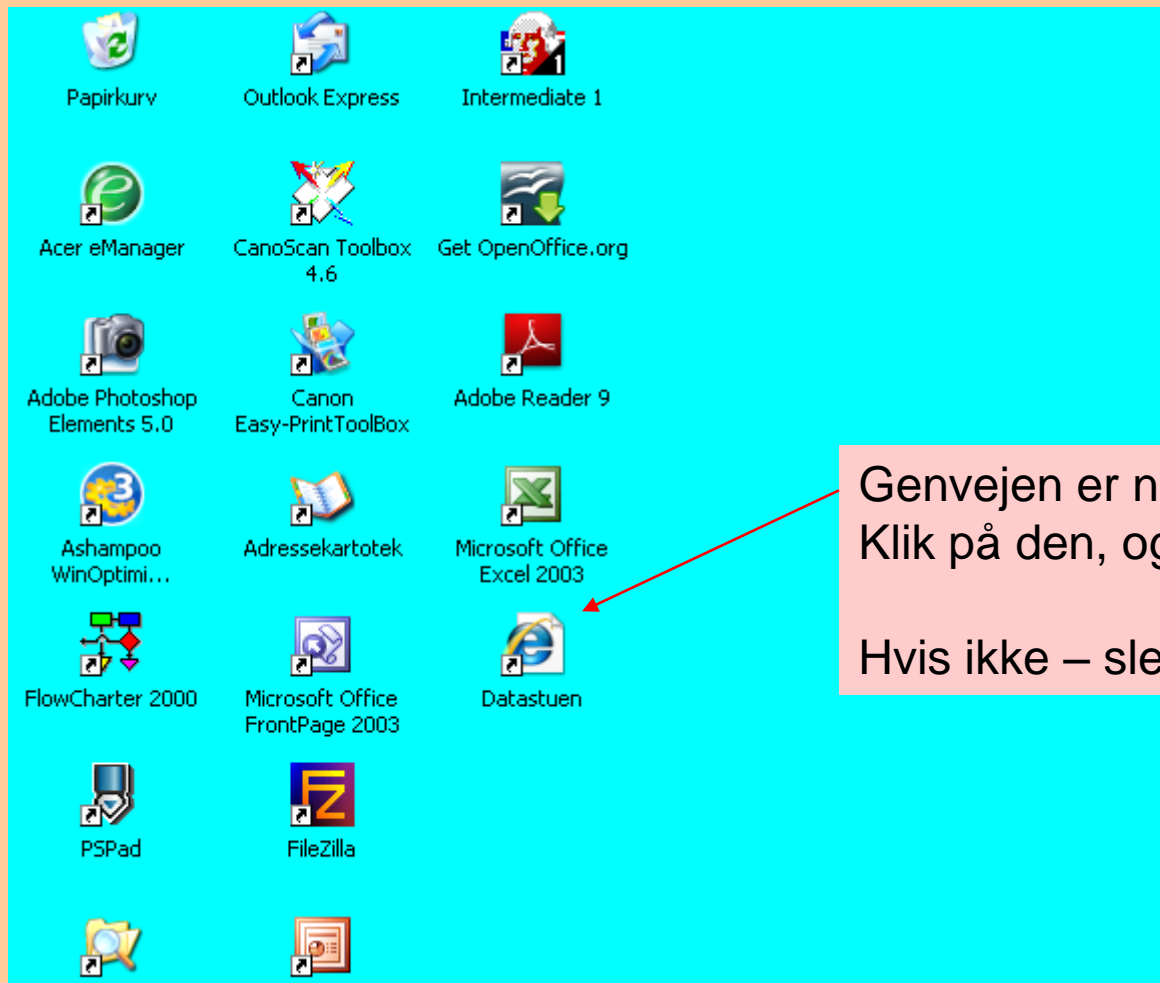 Papirkurv
Outlook Express
Intermediate 1
Acer eManager
CanoScan Toolbox
4.6
Get OpenOffice.org
Adobe Photoshop
Elements 5.0
Canon
Easy-PrintToolBox
Adobe Reader 9
Ashampoo
WinOptimi...
Adressekartotek
Microsoft Office
Excel 2003
FlowCharter 2000
Microsoft Office
FrontPage 2003
Datastuen
PSPad
FileZilla
Genvejen er
Klik på den,
Hvis ikke –